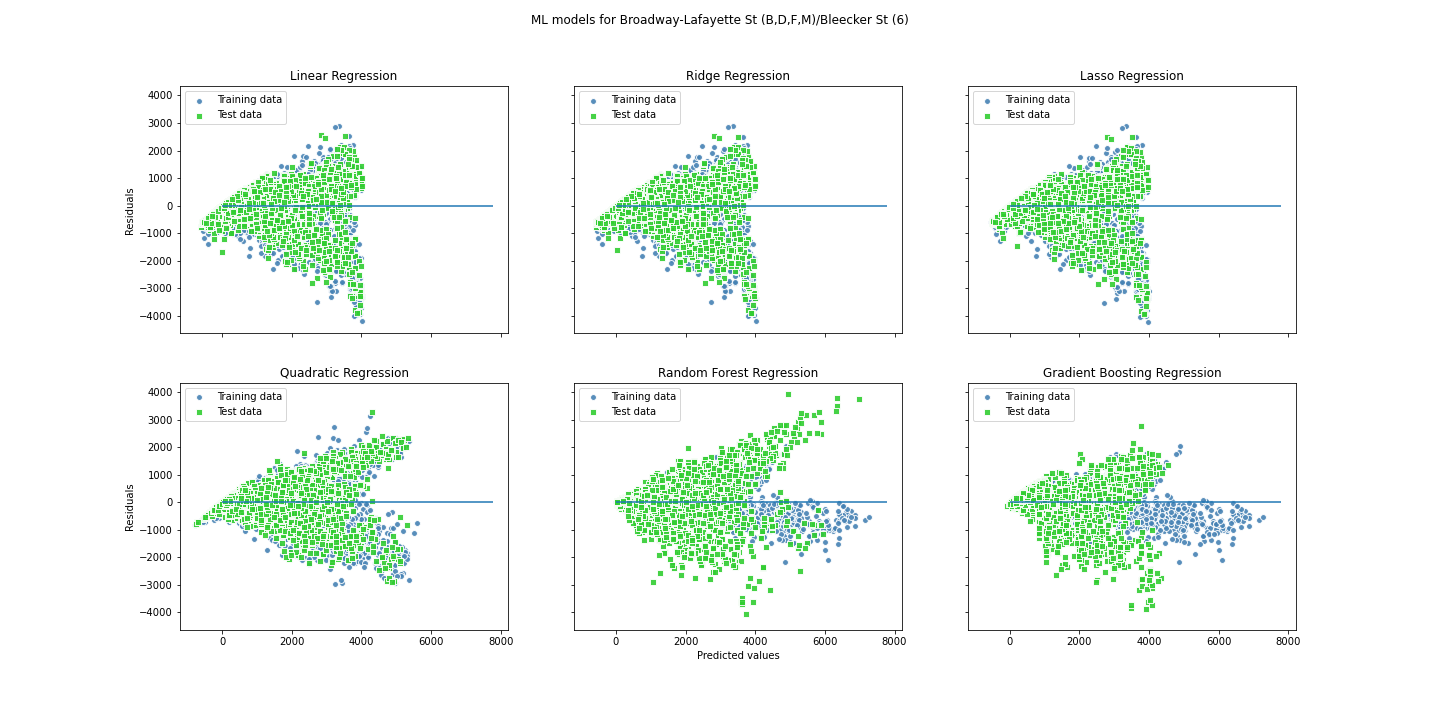 ML models for Broadway-Lafayette St (B,D,F,M)/Bleecker St (6)
Linear Regression
Training data
Test data
4000
3000
2000
1000
0
−1000
−2000
−3000
−4000
Residuals
Ridge Regression
Training data
Test data
Lasso Regression
Training data
Test data
Quadratic Regression
Training data
Test data
4000
3000
2000
1000
0
−1000
−2000
−3000
−4000
Residuals
0 2000 4000 6000 8000
Random Forest Regression
Training data
Test data
0 2000 4000 6000 8000
Predicted values
Gradient Boosting Regression
Training data
Test data
0 2000 4000 6000 8000